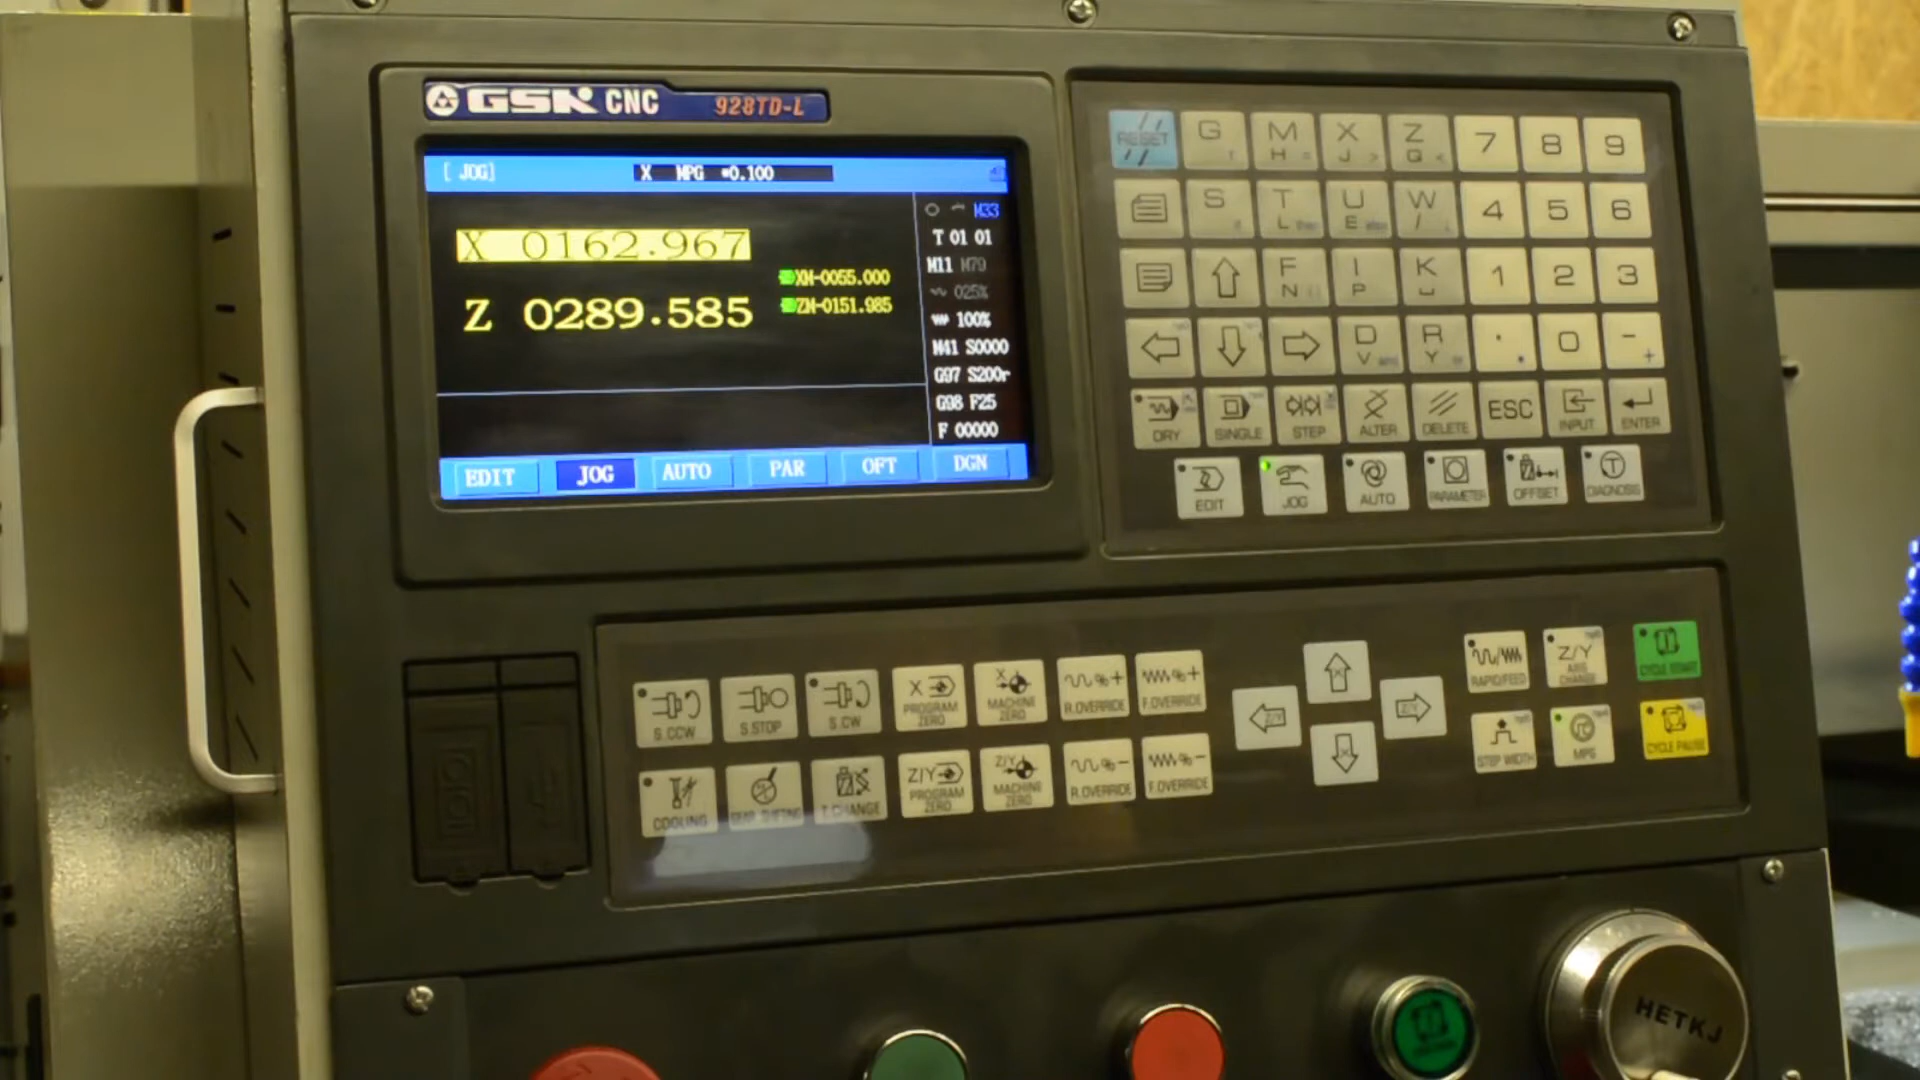 GSK CNC 928TD-L
[ JOG] X MPG *0.100
M33
X 0162.967
T 01 01
XM-0055.000
M11 M79
Z 0289.585
ZM-0151.985
025%
100%
M41 S0000
G97 S200r
G98 F25
F 00000
EDIT JOG AUTO PAR OFT DGN
RESET G M H X J > Z Q < 7 8 9
S T L U E W / 4 5 6
F N I P K 1 2 3
D V R Y . 0 - +
DRY SINGLE STEP ALTER DELETE ESC INPUT ENTER
EDIT JOG AUTO PARAMETER OFFSET DIAGNOSIS
S.CCW S.STOP S.CW X PROGRAM ZERO X MACHINE ZERO %+ R.OVERRIDE %+ F.OVERRIDE
X
RAPID/FEED Z/Y AXIS CHANGE CYCLE START
Z/Y Z/Y
COOLING T.CHANGE Z/Y PROGRAM ZERO Z/Y MACHINE ZERO %- R.OVERRIDE %- F.OVERRIDE
X
STEP WIDTH MPG CYCLE PAUSE
HETKJ